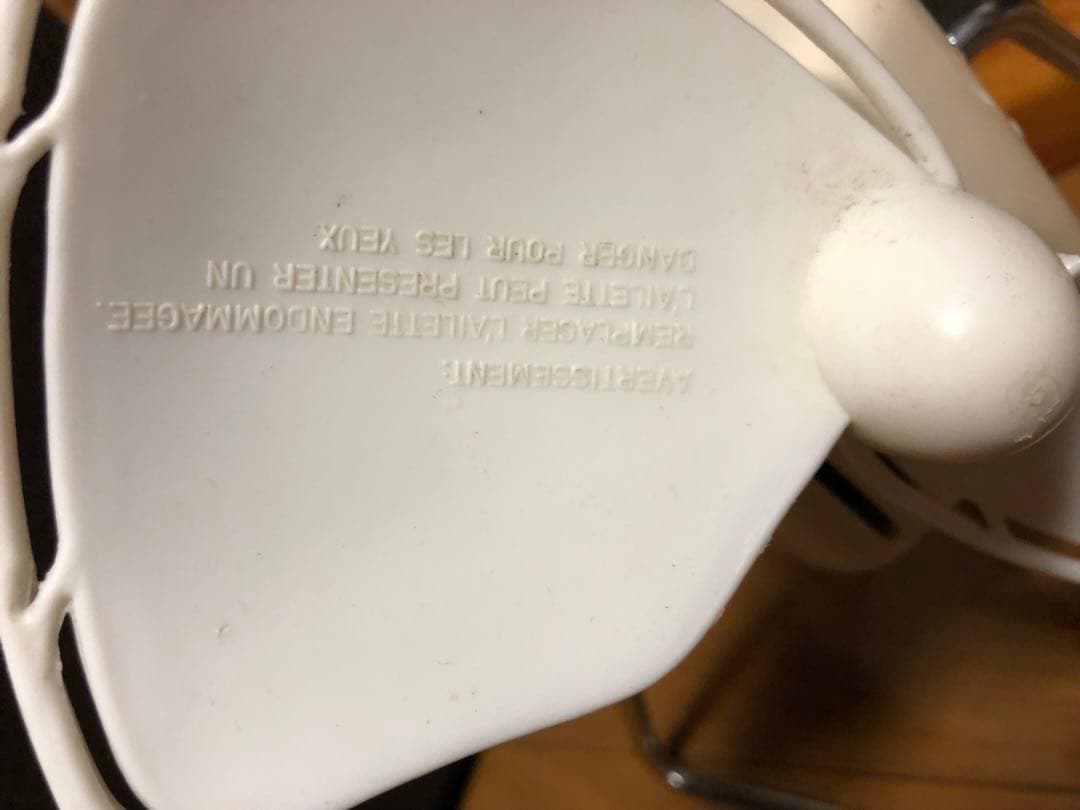 AVERTISSEMENT:
REMPLACER L'AILETTE ENDOMMAGEE.
L'AILETTE PEUT PRESENTER UN
DANGER POUR LES YEUX.